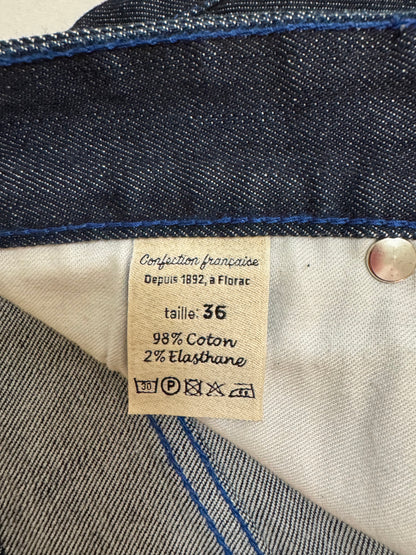 Confection française
Depuis 1892, à Florac
taille: 36
98% Coton
2% Elasthane
30 P